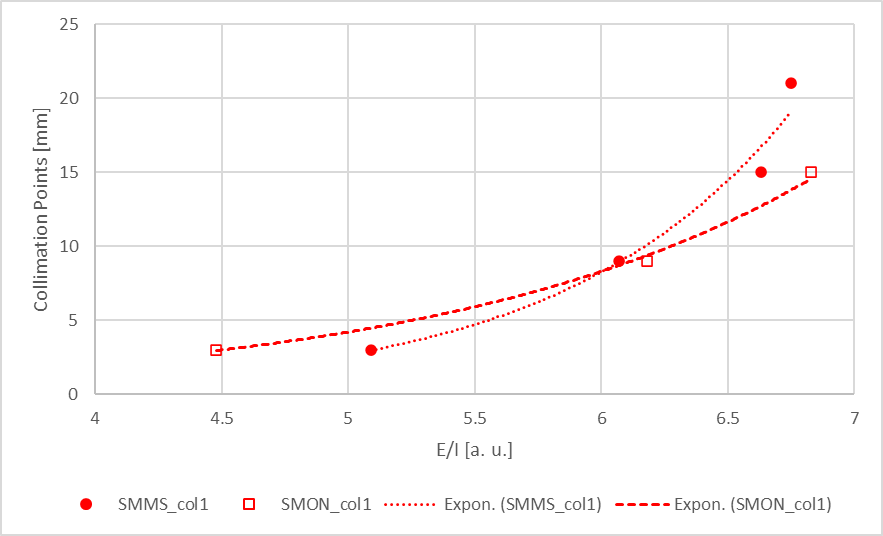 25
20
15
10
5
0
Collimation Points [mm]
4
4.5
5
5.5
6
6.5
7
E/I [a. u.]
SMMS_col1
SMON_col1
Expon. (SMMS_col1)
Expon. (SMON_col1)